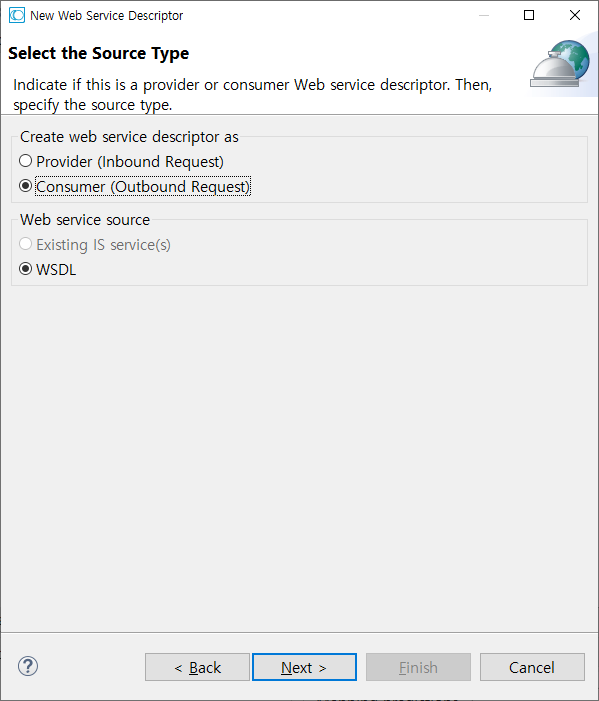 New Web Service Descriptor
Select the Source Type
Indicate if this is a provider or consumer Web service descriptor. Then,
specify the source type.
Create web service descriptor as
Provider (Inbound Request)
Consumer (Outbound Request)
Web service source
Existing IS service(s)
WSDL
?
< Back
Next >
Finish
Cancel